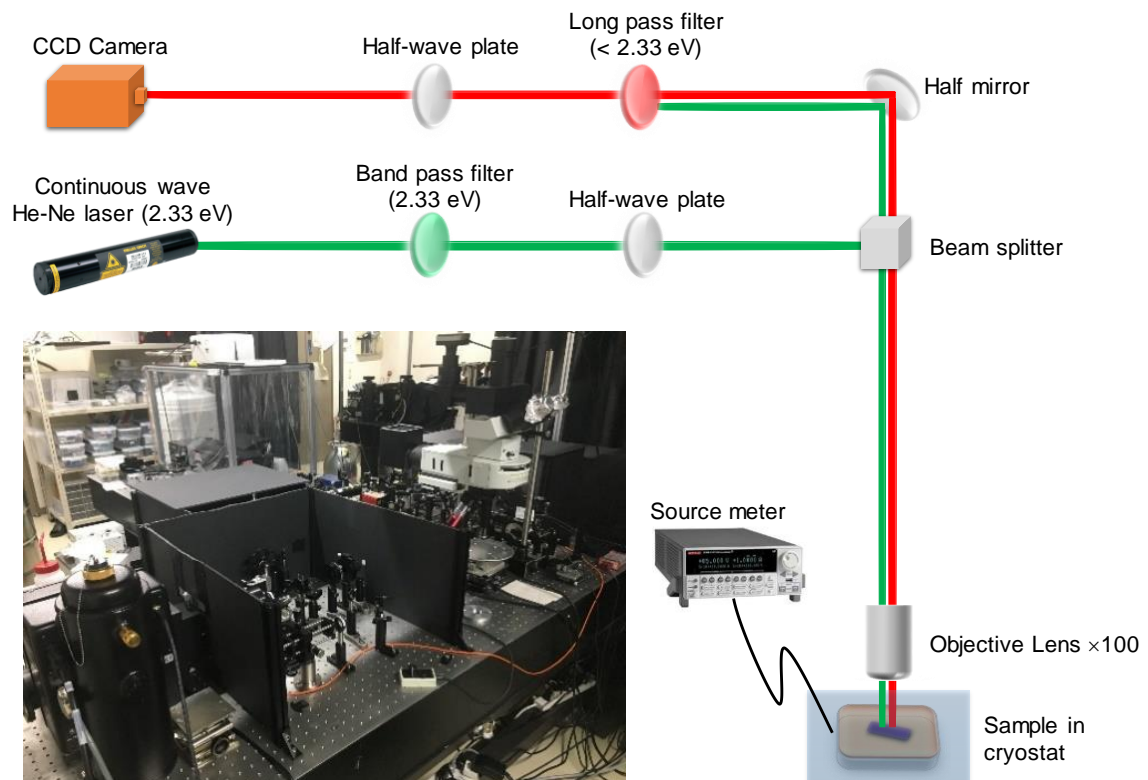 CCD Camera
Half-wave plate
Long pass filter
(< 2.33 eV)
Half mirror
Continuous wave
He-Ne laser (2.33 eV)
Band pass filter
(2.33 eV)
Half-wave plate
Beam splitter
Source meter
Objective Lens ×100
Sample in
cryostat